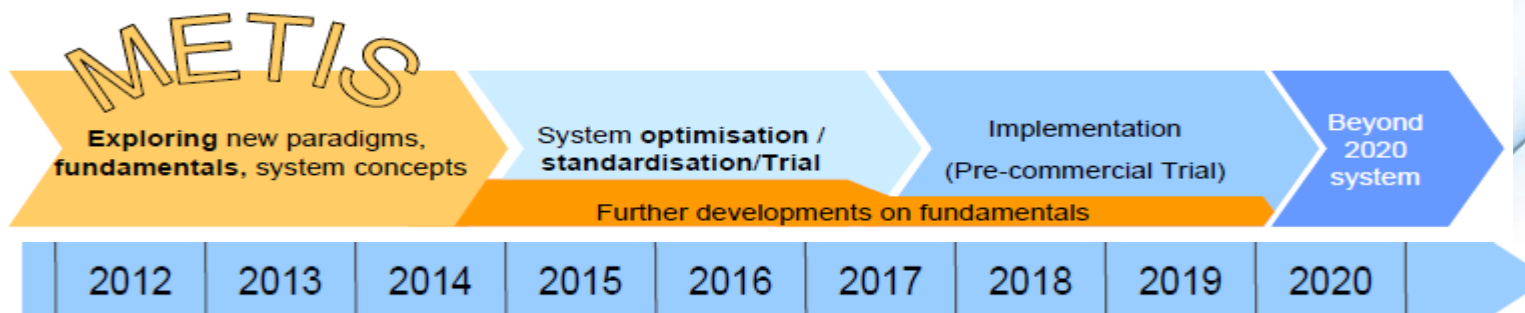 METIS
Exploring new paradigms,
fundamentals, system concepts
System optimisation /
standardisation/Trial
Implementation
(Pre-commercial Trial)
Beyond
2020
system
Further developments on fundamentals
2012 2013 2014 2015 2016 2017 2018 2019 2020